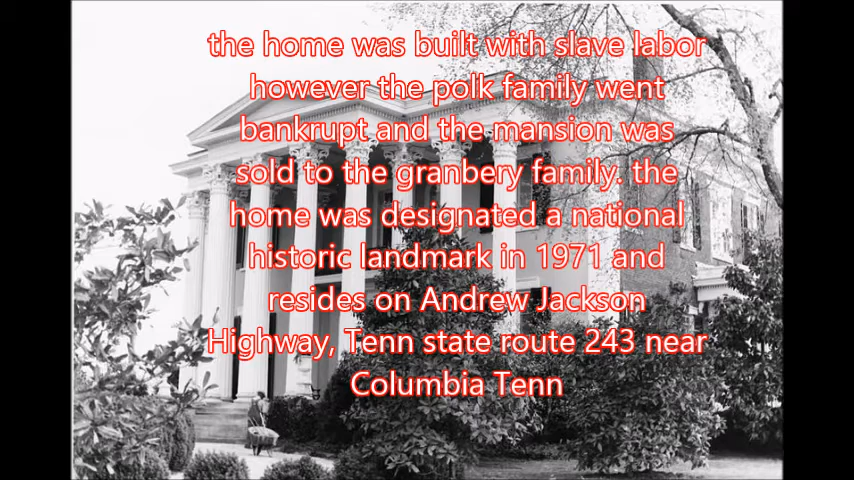 the home was built with slave labor
however the polk family went
bankrupt and the mansion was
sold to the granbery family. the
home was designated a national
historic landmark in 1971 and
resides on Andrew Jackson
Highway, Tenn state route 243 near
Columbia Tenn